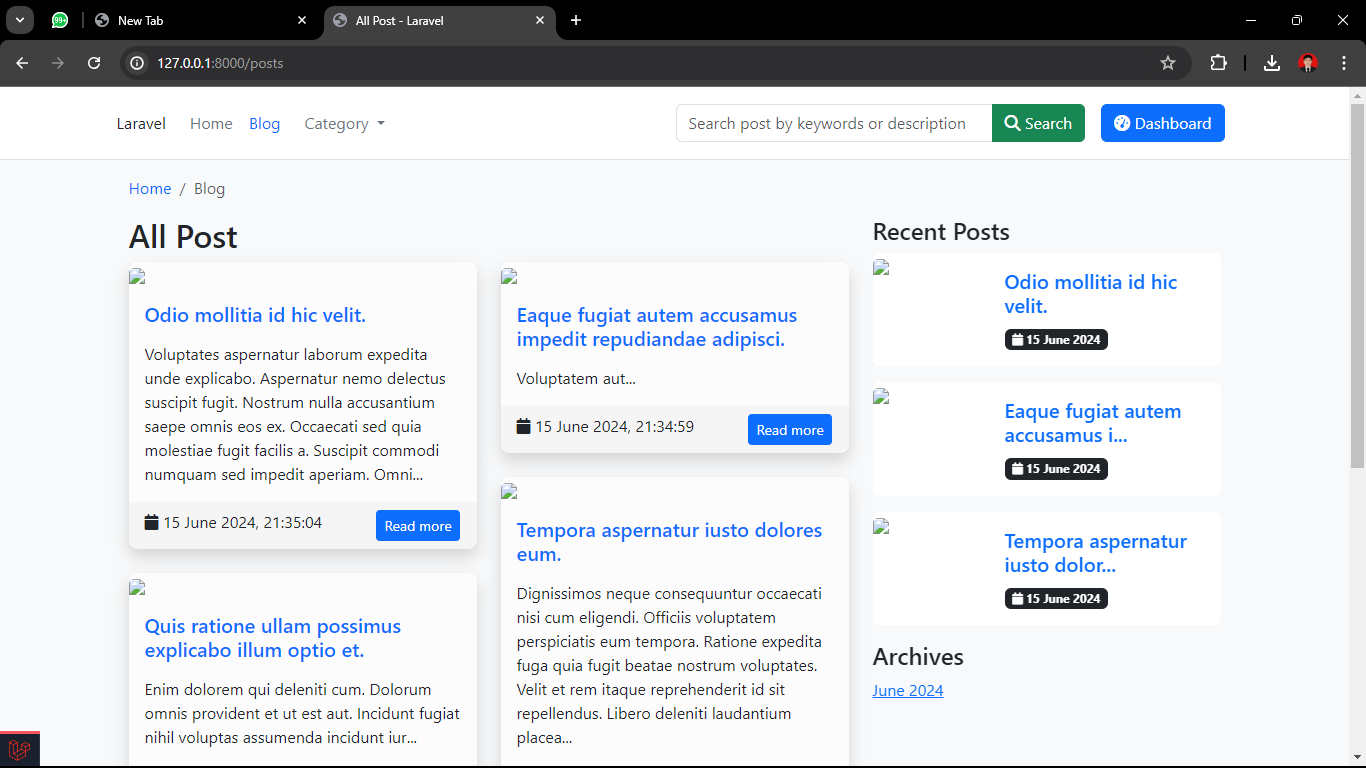 99+
New Tab
All Post - Laravel
127.0.0.1:8000/posts
Laravel
Home
Blog
Category
Search post by keywords or description
Search
Dashboard
Home / Blog
All Post
Odio mollitia id hic velit.
Voluptates aspernatur laborum expedita
unde explicabo. Aspernatur nemo delectus
suscipit fugit. Nostrum nulla accusantium
saepe omnis eos ex. Occaecati sed quia
molestiae fugit facilis a. Suscipit commodi
numquam sed impedit aperiam. Omni...
15 June 2024, 21:35:04
Read more
Quis ratione ullam possimus
explicabo illum optio et.
Enim dolorem qui deleniti cum. Dolorum
omnis provident et ut est aut. Incidunt fugiat
nihil voluptas assumenda incidunt iur...
Eaque fugiat autem accusamus
impedit repudiandae adipisci.
Voluptatem aut...
15 June 2024, 21:34:59
Read more
Tempora aspernatur iusto dolores
eum.
Dignissimos neque consequuntur occaecati
nisi cum eligendi. Officiis voluptatem
perspiciatis eum tempora. Ratione expedita
fuga quia fugit beatae nostrum voluptates.
Velit et rem itaque reprehenderit id sit
repellendus. Libero deleniti laudantium
placea...
Recent Posts
Odio mollitia id hic
velit.
15 June 2024
Eaque fugiat autem
accusamus i...
15 June 2024
Tempora aspernatur
iusto dolor...
15 June 2024
Archives
June 2024